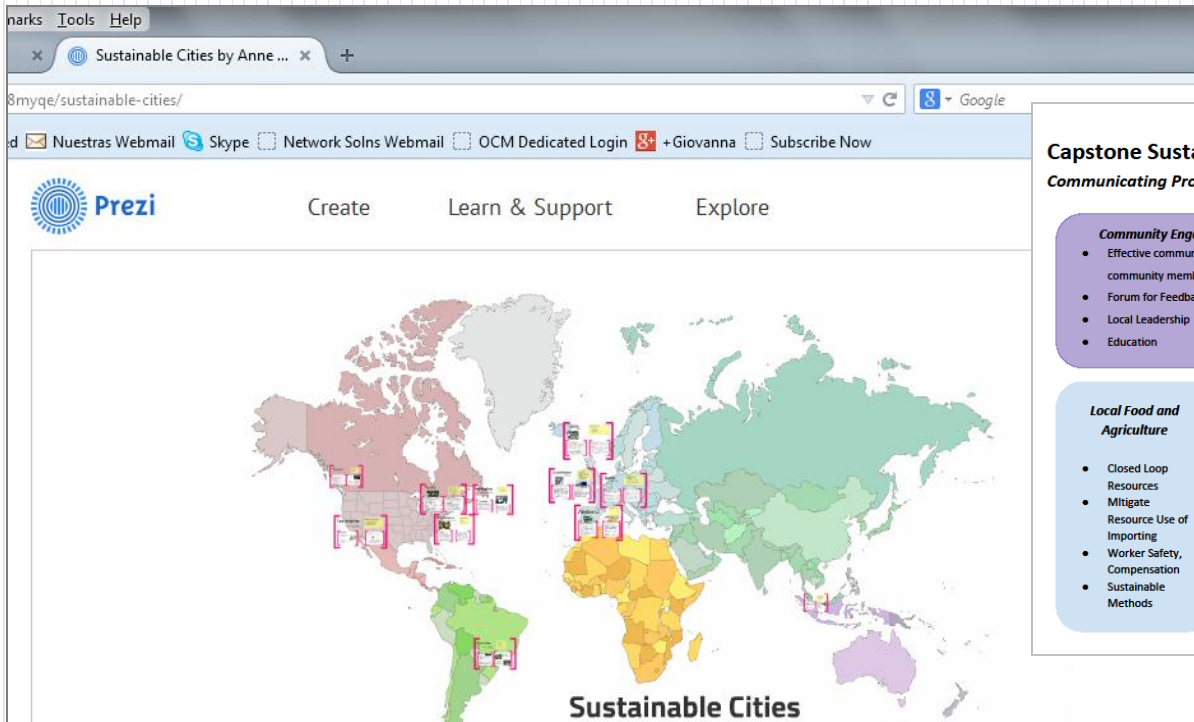 narks Tools Help
Sustainable Cities by Anne ...
8myqe/sustainable-cities/
Google
d Nuestras Webmail Skype Network Solns Webmail OCM Dedicated Login +Giovanna Subscribe Now
Prezi Create Learn & Support Explore
Sustainable Cities
Capstone Susta
Communicating Pro
Community Enga
Effective commun
community memb
Forum for Feedba
Local Leadership
Education
Local Food and
Agriculture
Closed Loop
Resources
MItigate
Resource Use of
Importing
Worker Safety,
Compensation
Sustainable
Methods